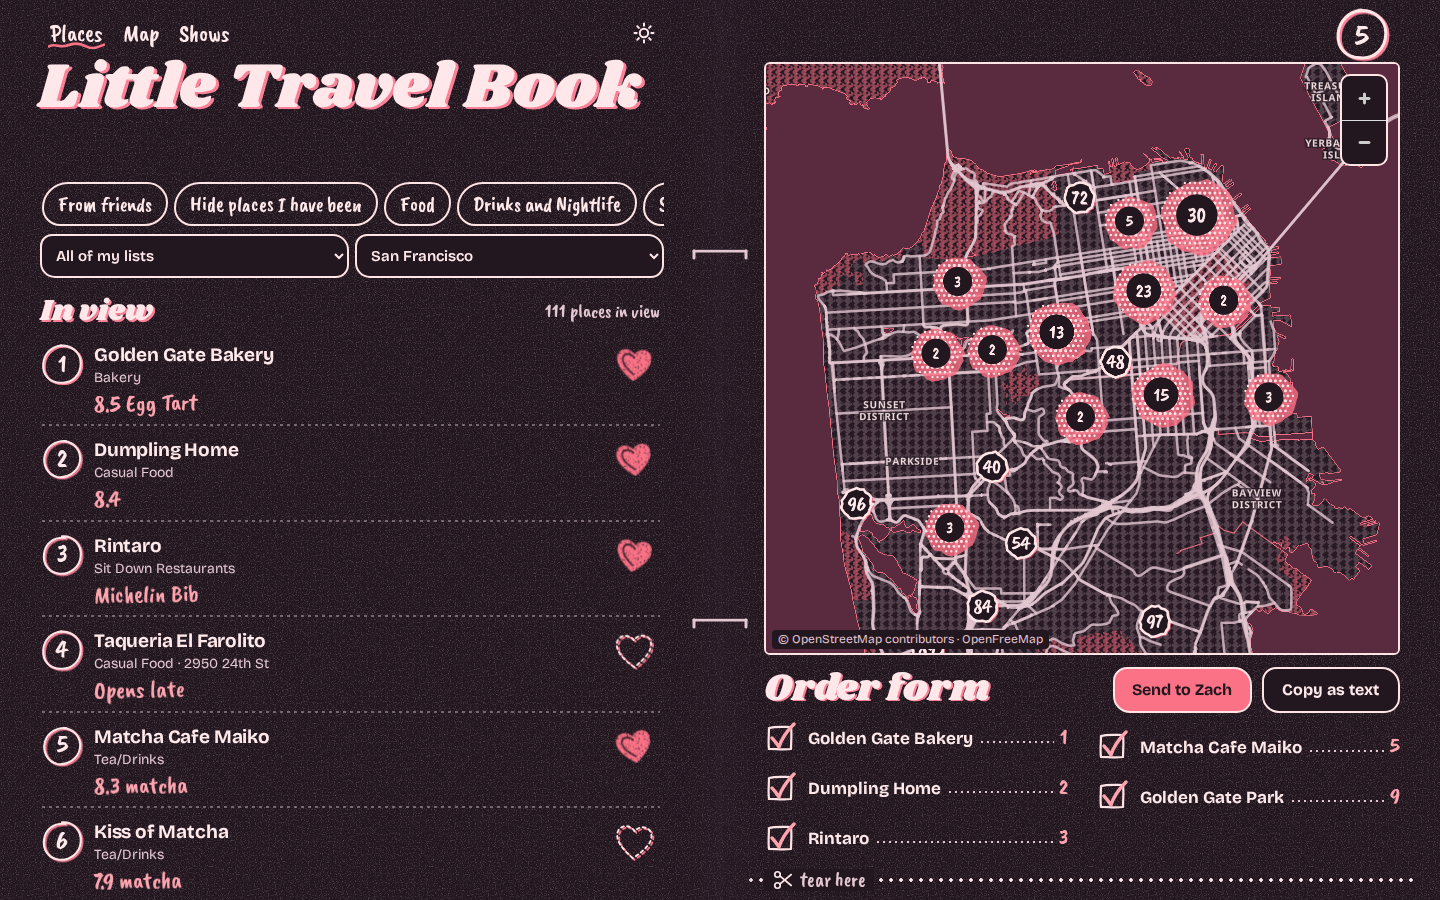 Places Map Shows
Little Travel Book
From friends
Hide places I have been
Food
Drinks and Nightlife
All of my lists
San Francisco
In view
111 places in view
1
Golden Gate Bakery
Bakery
8.5 Egg Tart
2
Dumpling Home
Casual Food
8.4
3
Rintaro
Sit Down Restaurants
Michelin Bib
4
Taqueria El Farolito
Casual Food · 2950 24th St
Opens late
5
Matcha Cafe Maiko
Tea/Drinks
8.3 matcha
6
Kiss of Matcha
Tea/Drinks
7.9 matcha
5
+
−
72
5
30
3
23
2
13
2
2
48
SUNSET
DISTRICT
15
3
2
PARKSIDE
40
96
BAYVIEW
DISTRICT
3
54
84
97
© OpenStreetMap contributors · OpenFreeMap
Order form
Send to Zach
Copy as text
Golden Gate Bakery 1
Dumpling Home 2
Rintaro 3
Matcha Cafe Maiko 5
Golden Gate Park 9
tear here